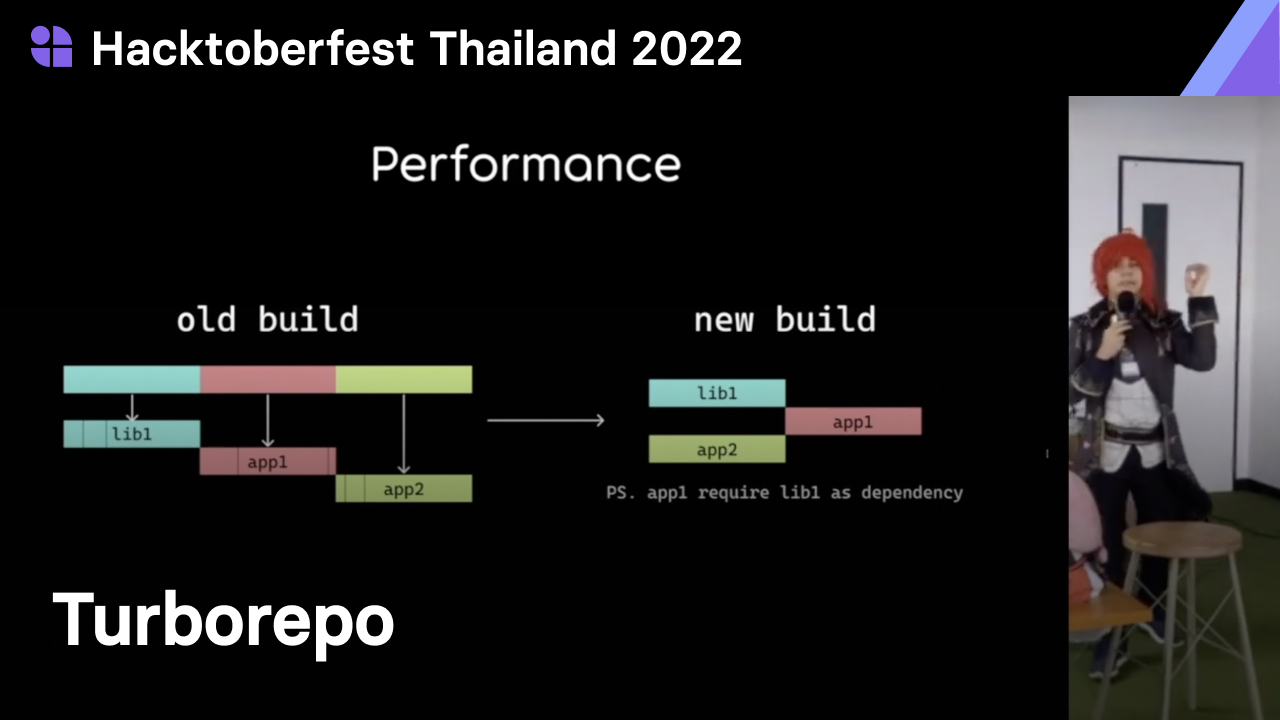 Hacktoberfest Thailand 2022
Performance
old build
new build
lib1
app1
app2
lib1
app1
app2
PS. app1 require lib1 as dependency
Turborepo